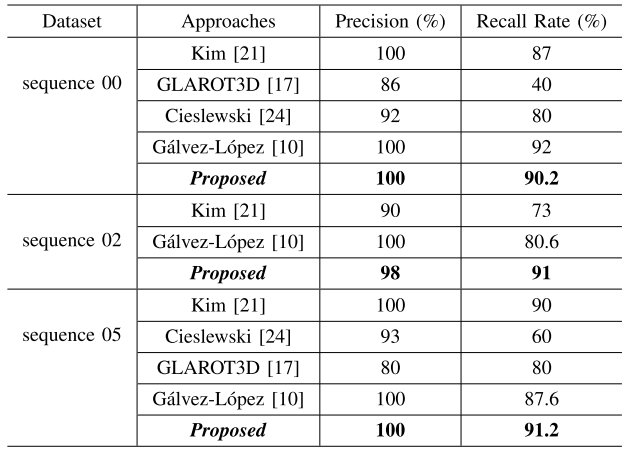 Dataset Approaches Precision (%) Recall Rate (%)
Kim [21] 100 87
sequence 00 GLAROT3D [17] 86 40
Cieslewski [24] 92 80
Gálvez-López [10] 100 92
Proposed 100 90.2
Kim [21] 90 73
sequence 02 Gálvez-López [10] 100 80.6
Proposed 98 91
Kim [21] 100 90
sequence 05 Cieslewski [24] 93 60
GLAROT3D [17] 80 80
Gálvez-López [10] 100 87.6
Proposed 100 91.2